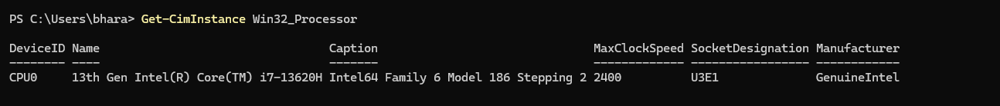 PS C:\Users\bhara> Get-CimInstance Win32_Processor
DeviceID Name Caption MaxClockSpeed SocketDesignation Manufacturer
-------- ---- ------- ------------- ----------------- ------------
CPU0 13th Gen Intel(R) Core(TM) i7-13620H Intel64 Family 6 Model 186 Stepping 2 2400 U3E1 GenuineIntel